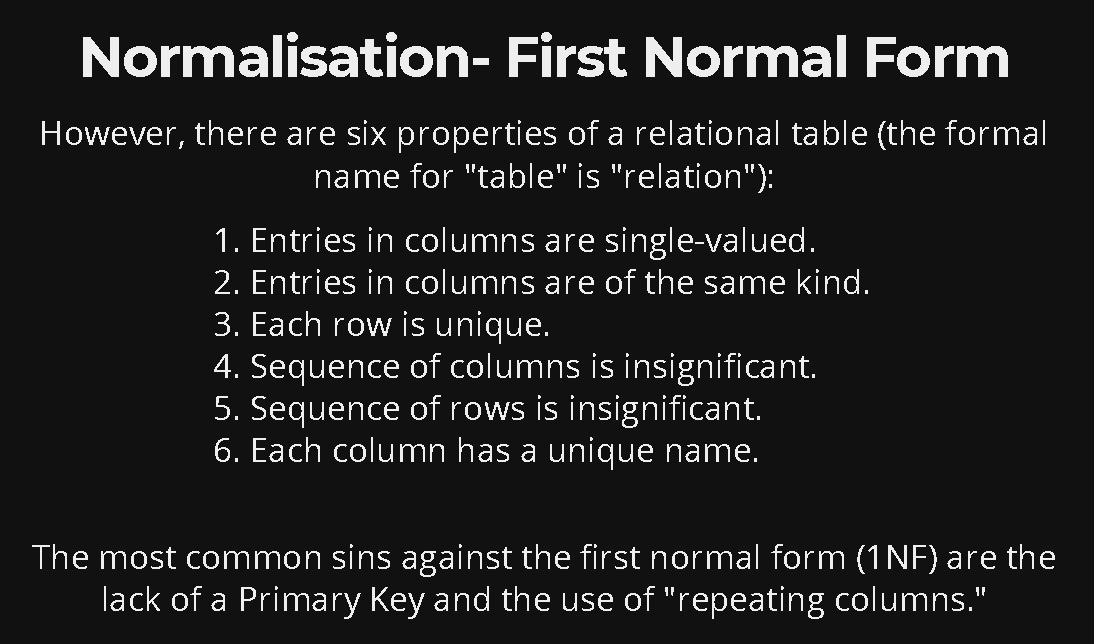 Normalisation- First Normal Form
However, there are six properties of a relational table (the formal
name for "table" is "relation"):
1. Entries in columns are single-valued.
2. Entries in columns are of the same kind.
3. Each row is unique.
4. Sequence of columns is insignificant.
5. Sequence of rows is insignificant.
6. Each column has a unique name.
The most common sins against the first normal form (1NF) are the
lack of a Primary Key and the use of "repeating columns."